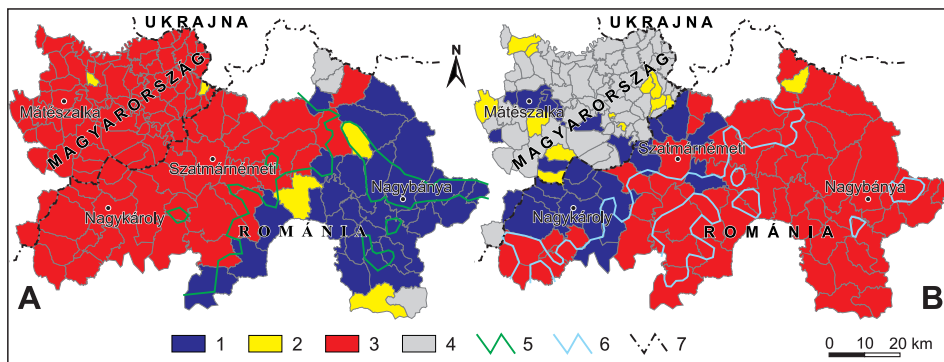 UKRAJNA
UKRAJNA
N
MAGYARORSZÁG
MAGYARORSZÁG
Mátészalka
Mátészalka
Szatmárnémeti
Szatmárnémeti
Nagybánya
Nagybánya
Nagykároly
Nagykároly
ROMÁNIA
ROMÁNIA
A
B
1 2 3 4 5 6 7 0 10 20 km